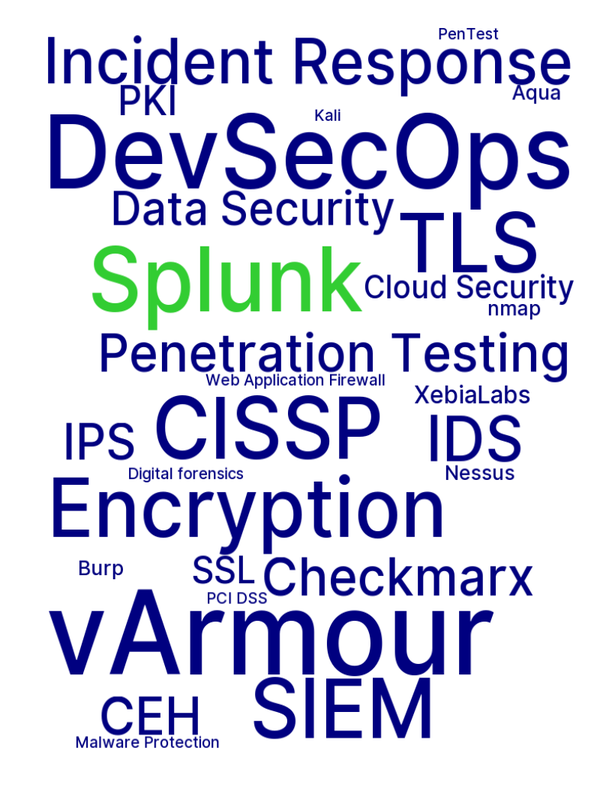 PenTest
Incident Response
PKI
Aqua
Kali
DevSecOps
Data Security
TLS
Splunk
Cloud Security
nmap
Penetration Testing
Web Application Firewall
XebiaLabs
IPS
CISSP
IDS
Digital forensics
Nessus
Encryption
Burp
SSL
Checkmarx
PCI DSS
vArmour
SIEM
CEH
Malware Protection